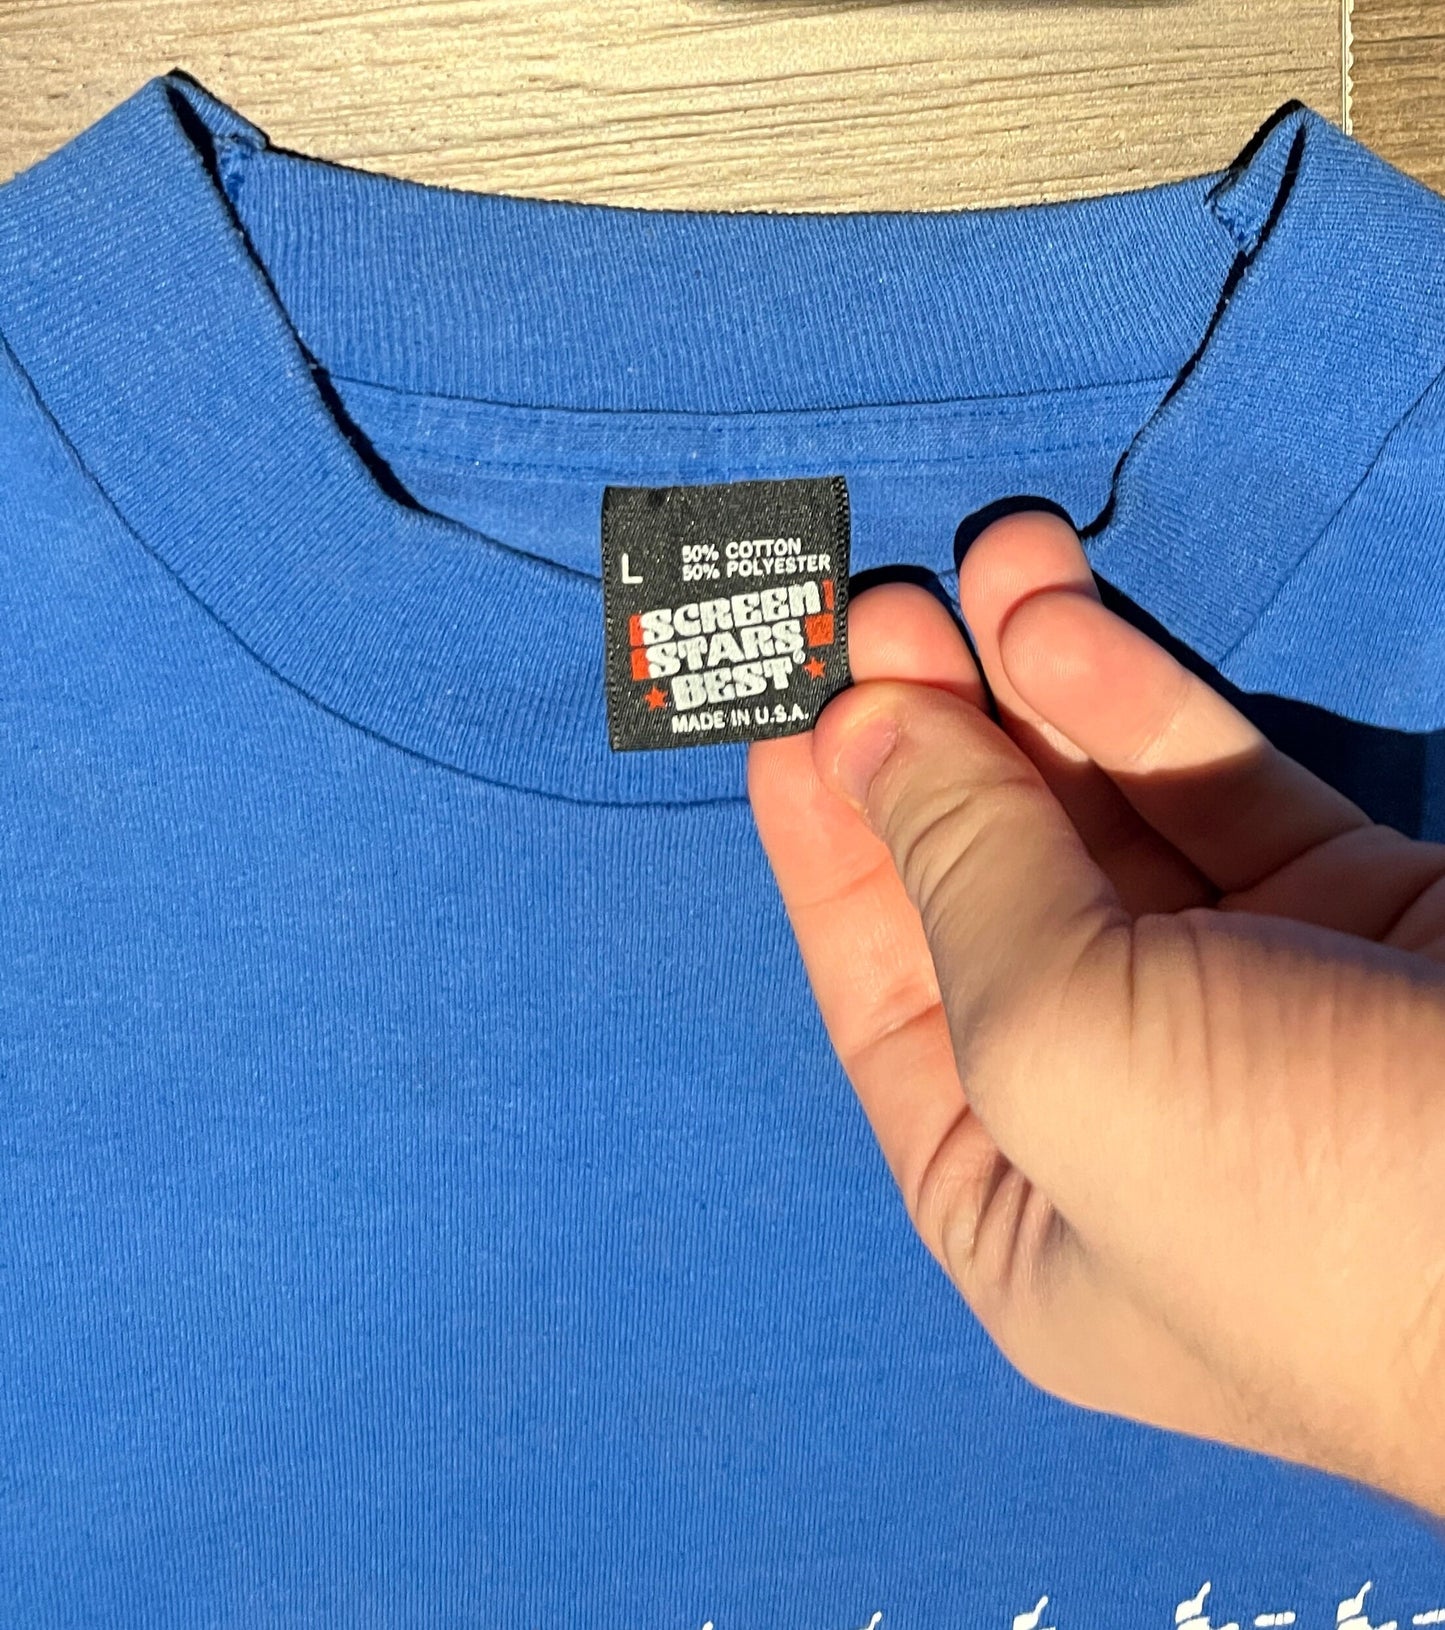 L
50% COTTON
50% POLYESTER
SCREEN
STARS
BEST®
MADE IN U.S.A.